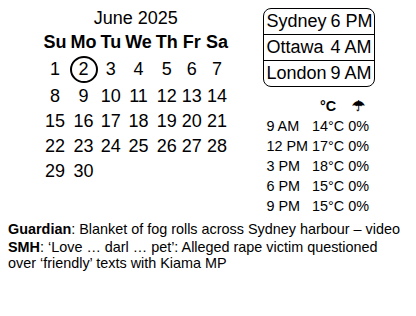 June 2025
Su Mo Tu We Th Fr Sa
1 2 3 4 5 6 7
8 9 10 11 12 13 14
15 16 17 18 19 20 21
22 23 24 25 26 27 28
29 30
Sydney 6 PM
Ottawa 4 AM
London 9 AM
°C ☂
9 AM 14°C 0%
12 PM 17°C 0%
3 PM 18°C 0%
6 PM 15°C 0%
9 PM 15°C 0%
Guardian: Blanket of fog rolls across Sydney harbour – video
SMH: ‘Love … darl … pet’: Alleged rape victim questioned
over ‘friendly’ texts with Kiama MP